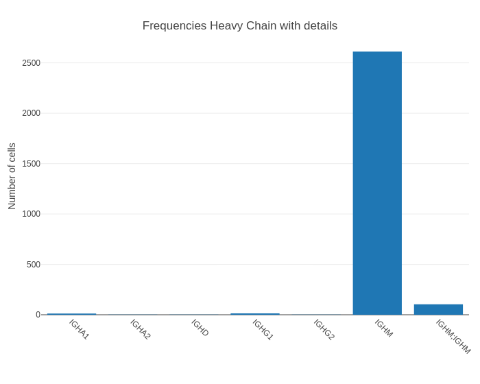 Frequencies Heavy Chain with details
Number of cells
2500
2000
1500
1000
500
0
IGHA1
IGHA2
IGHD
IGHG1
IGHG2
IGHM
IGHM;IGHM